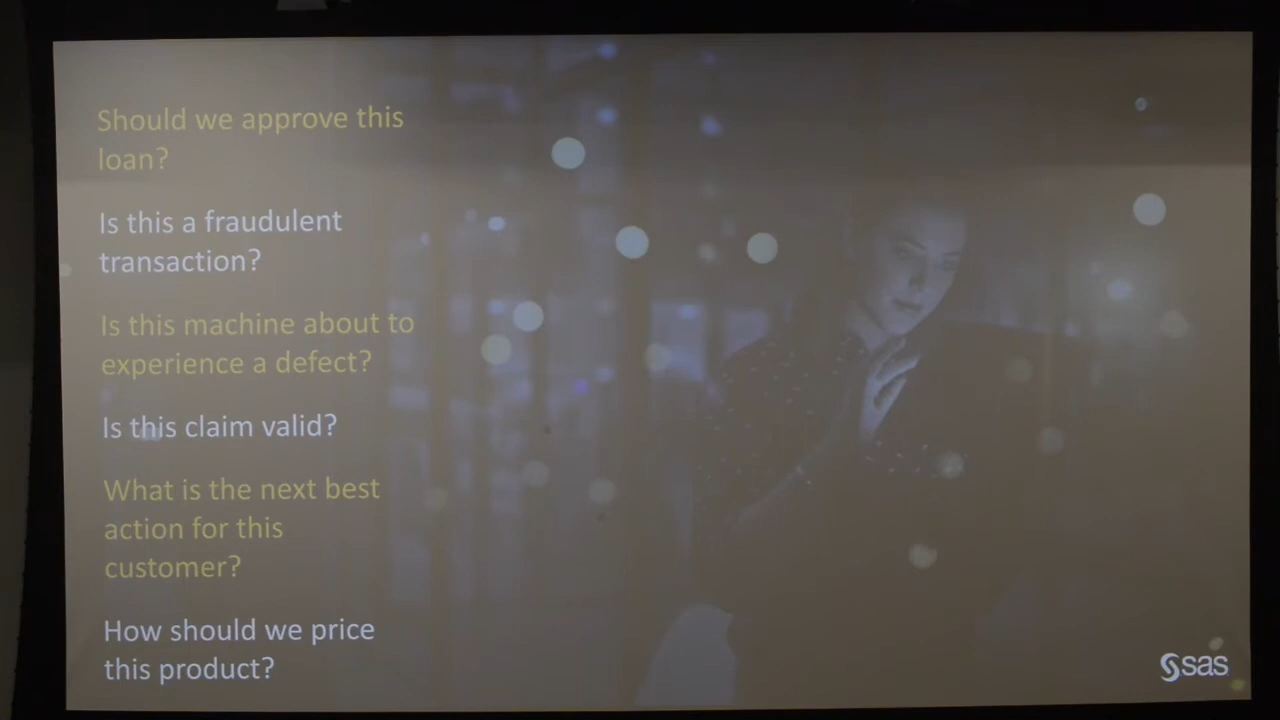 Should we approve this
loan?
Is this a fraudulent
transaction?
Is this machine about to
experience a defect?
Is this claim valid?
What is the next best
action for this
customer?
How should we price
this product?
sas